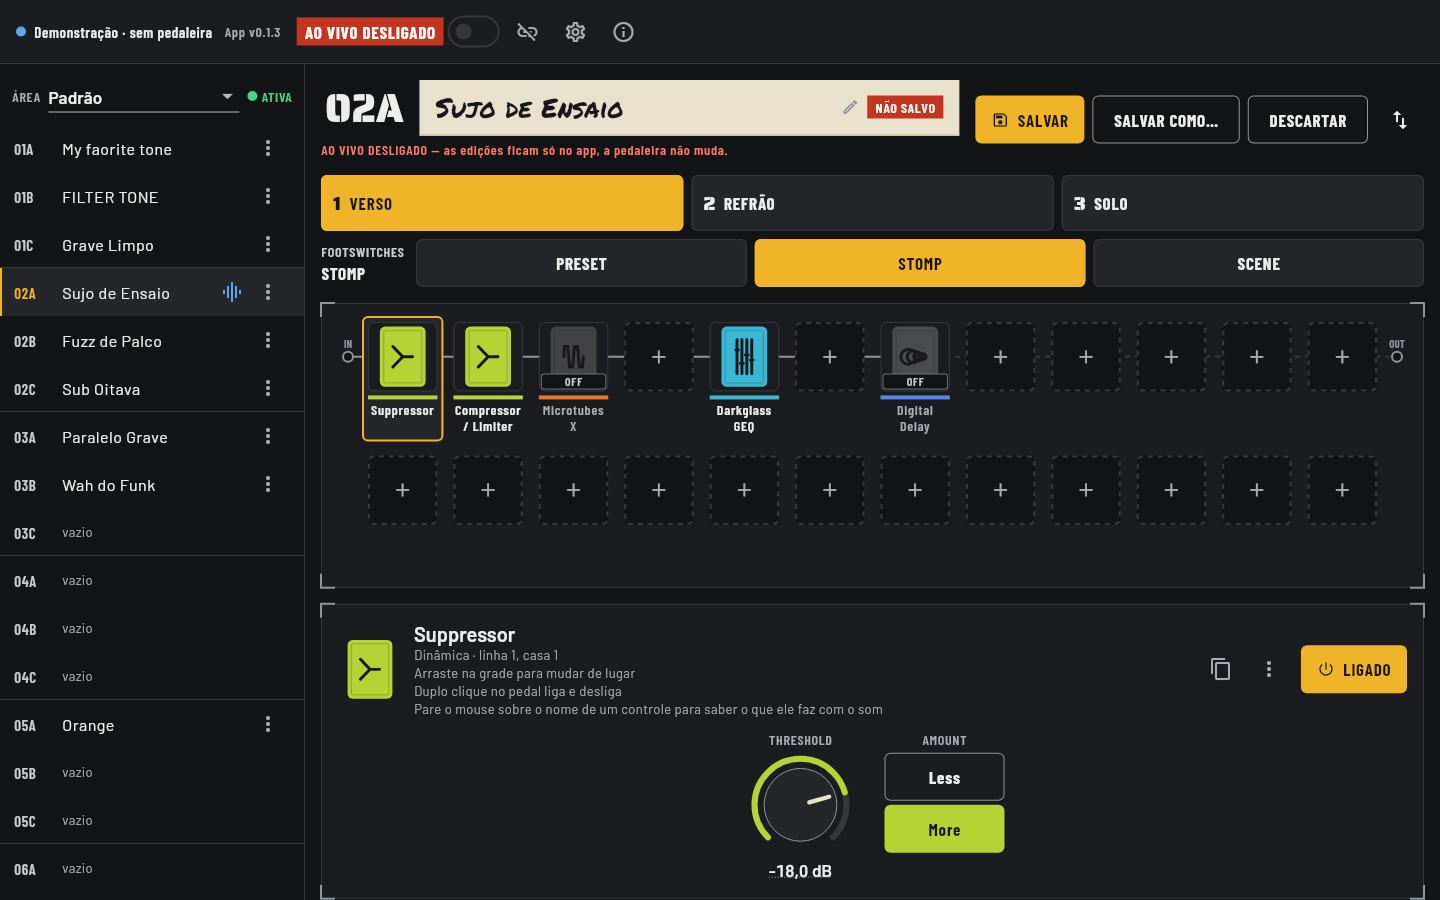 Demonstração · sem pedaleira App v0.1.3 AO VIVO DESLIGADO
ÁREA Padrão ATIVA
01A My faorite tone
01B FILTER TONE
01C Grave Limpo
02A Sujo de Ensaio
02B Fuzz de Palco
02C Sub Oitava
03A Paralelo Grave
03B Wah do Funk
03C vazio
04A vazio
04B vazio
04C vazio
05A Orange
05B vazio
05C vazio
06A vazio
02A Sujo de Ensaio NÃO SALVO SALVAR SALVAR COMO... DESCARTAR
AO VIVO DESLIGADO — as edições ficam só no app, a pedaleira não muda.
1 VERSO 2 REFRÃO 3 SOLO
FOOTSWITCHES
STOMP
PRESET STOMP SCENE
IN OUT
OFF OFF
Suppressor Compressor Microtubes Darkglass Digital
/ Limiter X GEQ Delay
Suppressor
Dinâmica · linha 1, casa 1
Arraste na grade para mudar de lugar
Duplo clique no pedal liga e desliga
Pare o mouse sobre o nome de um controle para saber o que ele faz com o som
LIGADO
THRESHOLD AMOUNT
Less
More
−18,0 dB